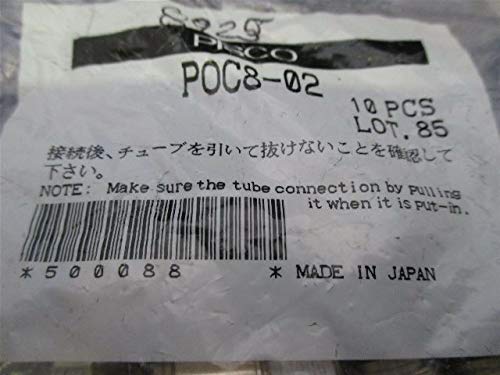 PISCO
POC8-02
10 PCS
LOT. 85
接続後、チューブを引いて抜けないことを確認して
下さい。
NOTE: Make sure the tube connection by Pulling
it when it is Put-in.
*500088 *
MADE IN JAPAN